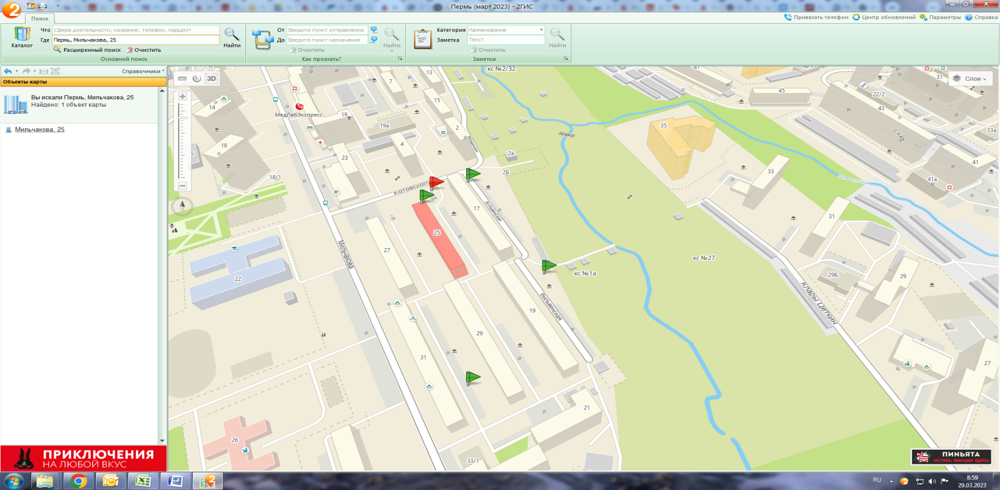 Пермь (март 2023) - 2ГИС
Поиск
Привязать телефон
Центр обновлений
Параметры
Справка
Каталог
Что
Сфера деятельности, название, телефон, маршрут
Где
Пермь, Мильчакова, 25
Расширенный поиск
Очистить
Найти
Основной поиск
От
Введите пункт отправления
До
Введите пункт назначения
Очистить
Найти
Как проехать?
Категория
Наименование
Заметка
Текст
Очистить
Найти
Заметки
Справочники
Объекты карты
Вы искали Пермь, Мильчакова, 25
Найдено: 1 объект карты
Мильчакова, 25
3D
Слои
кс №2/32
13
7
47
31
45
22/2
43
15
14
МедЛабЭкспресс
19
19а
2
35
33а
4
18
2а
23
2Б
33
41
41а
18/1
Котовского
17
Вильвенская
31
25
27
Мильчакова
кс №1а
кс №27
29Б
29
22
Клары Цеткин
Вильвенская
19
29
31
27
21
26
33/1
ПРИКЛЮЧЕНИЯ
НА ЛЮБОЙ ВКУС
ПИНЬЯТА
оставь эмоции здесь
RU
8:59
29.03.2023